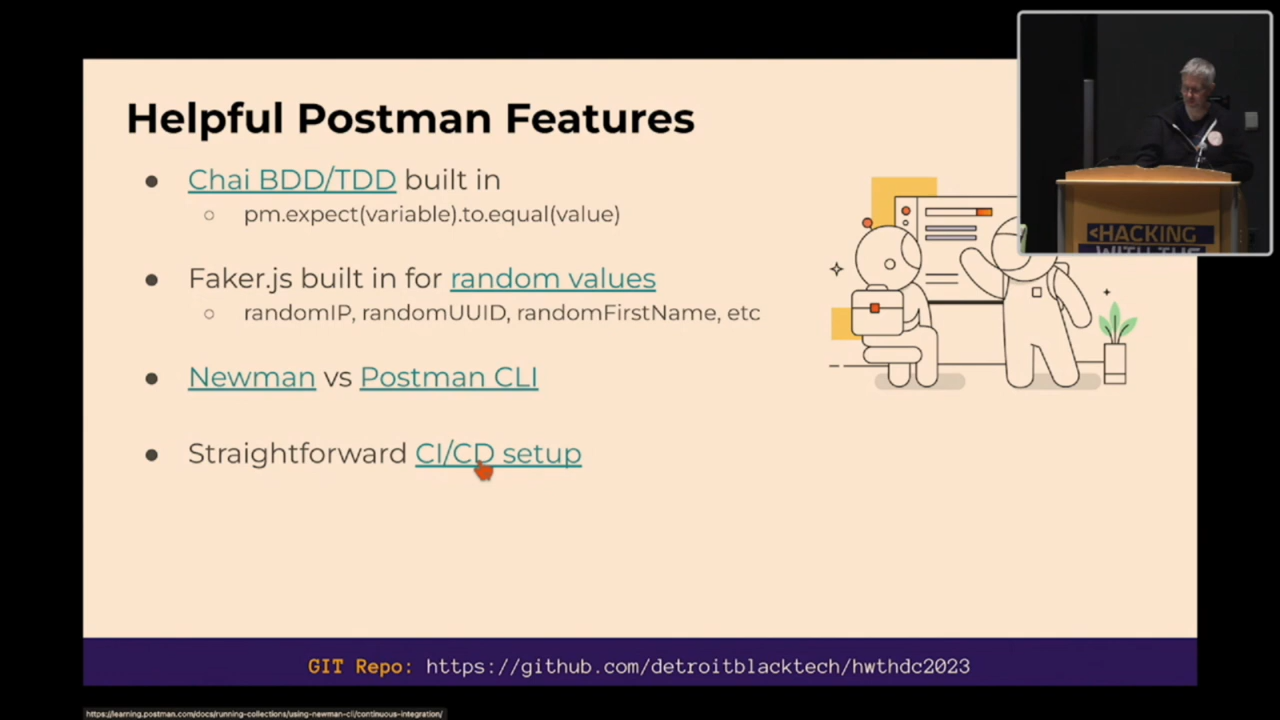 Helpful Postman Features
Chai BDD/TDD built in
pm.expect(variable).to.equal(value)
Faker.js built in for random values
randomIP, randomUUID, randomFirstName, etc
Newman vs Postman CLI
Straightforward CI/CD setup
<HACKING
WITH THE
GIT Repo: https://github.com/detroitblacktech/hwthdc2023
https://learning.postman.com/docs/running-collections/using-newman-cli/continuous-integration/